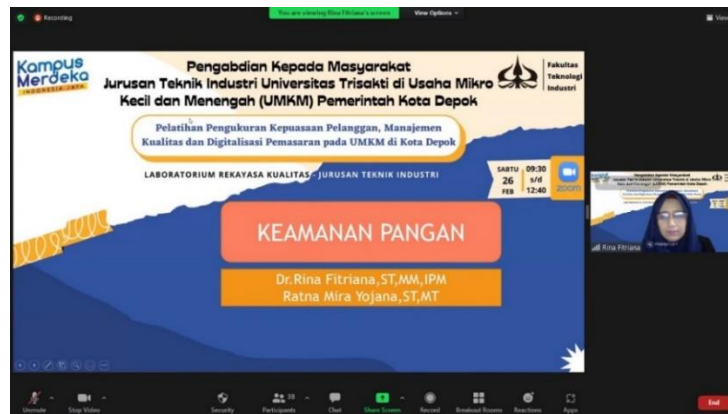 Recording
You are viewing Rina Fitriana's screen
View Options
View
Kampus
Merdeka
INDONESIA JAYA
Pengabdian Kepada Masyarakat
Jurusan Teknik Industri Universitas Trisakti di Usaha Mikro
Kecil dan Menengah (UMKM) Pemerintah Kota Depok
Fakultas
Teknologi
Industri
Pelatihan Pengukuran Kepuasaan Pelanggan, Manajemen
Kualitas dan Digitalisasi Pemasaran pada UMKM di Kota Depok
LABORATORIUM REKAYASA KUALITAS - JURUSAN TEKNIK INDUSTRI
SABTU
26
FEB
09:30
s/d
12:40
zoom
KEAMANAN PANGAN
Dr.Rina Fitriana,ST,MM,IPM
Ratna Mira Yojana,ST,MT
Rina Fitriana
Unmute
Stop Video
Security
Participants
38
Chat
Share Screen
Record
Breakout Rooms
Reactions
Apps
End